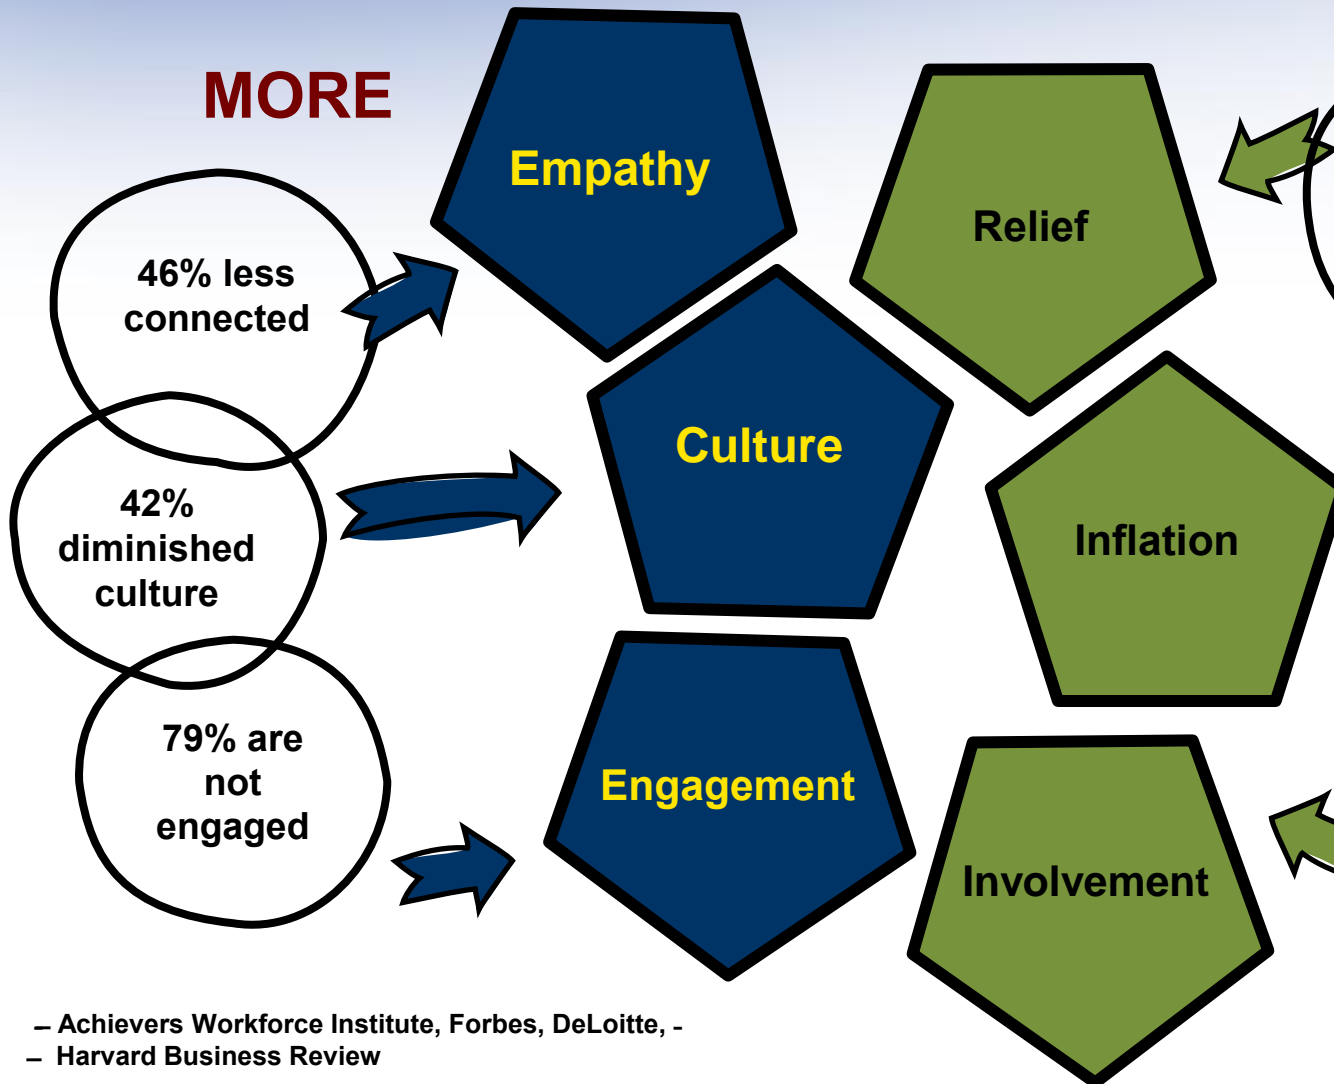 MORE
Empathy
46% less
connected
Culture
42%
diminished
culture
Engagement
79% are
not
engaged
Relief
Inflation
Involvement
– Achievers Workforce Institute, Forbes, DeLoitte, -
– Harvard Business Review